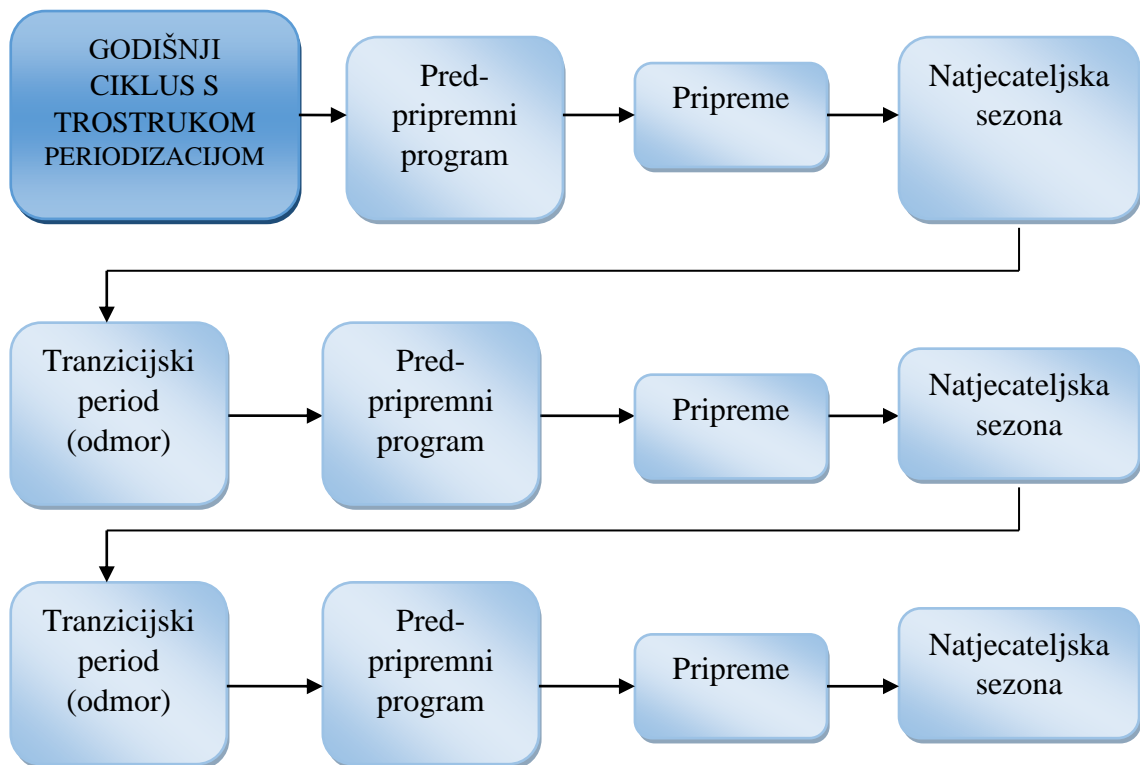 GODIŠNJI
CIKLUS S
TROSTRUKOM
PERIODIZACIJOM
Pred-
pripremni
program
Pripreme
Natjecateljska
sezona
Tranzicijski
period
(odmor)
Pred-
pripremni
program
Pripreme
Natjecateljska
sezona
Tranzicijski
period
(odmor)
Pred-
pripremni
program
Pripreme
Natjecateljska
sezona